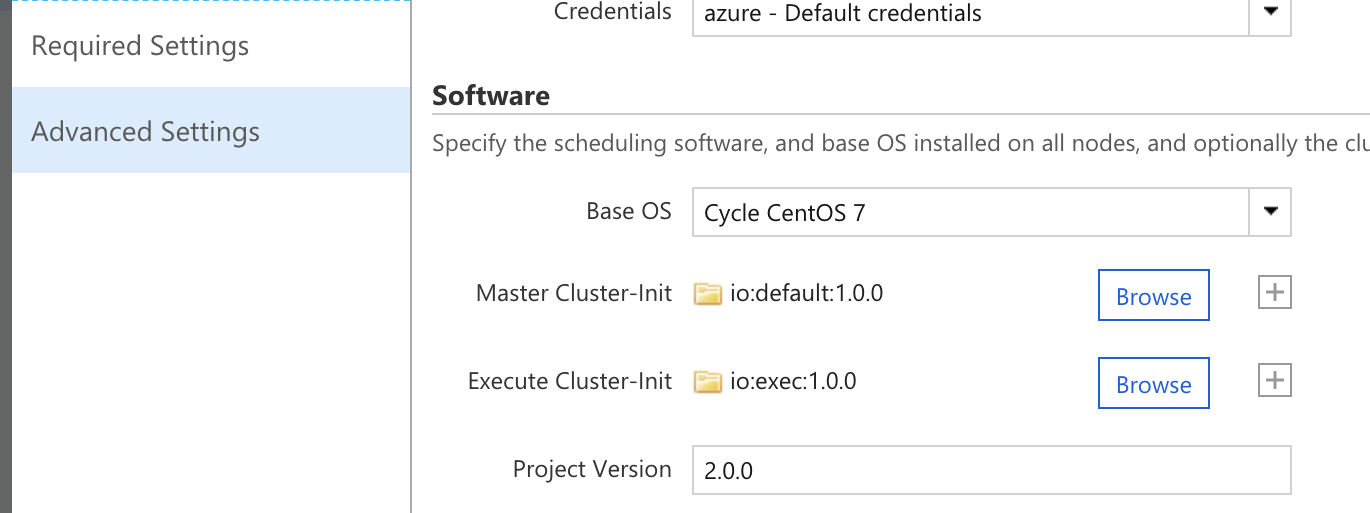 Credentials
azure - Default credentials
Required Settings
Software
Advanced Settings
Specify the scheduling software, and base OS installed on all nodes, and optionally the clu
Base OS
Cycle CentOS 7
Master Cluster-Init
io:default:1.0.0
Browse
Execute Cluster-Init
io:exec:1.0.0
Browse
Project Version
2.0.0